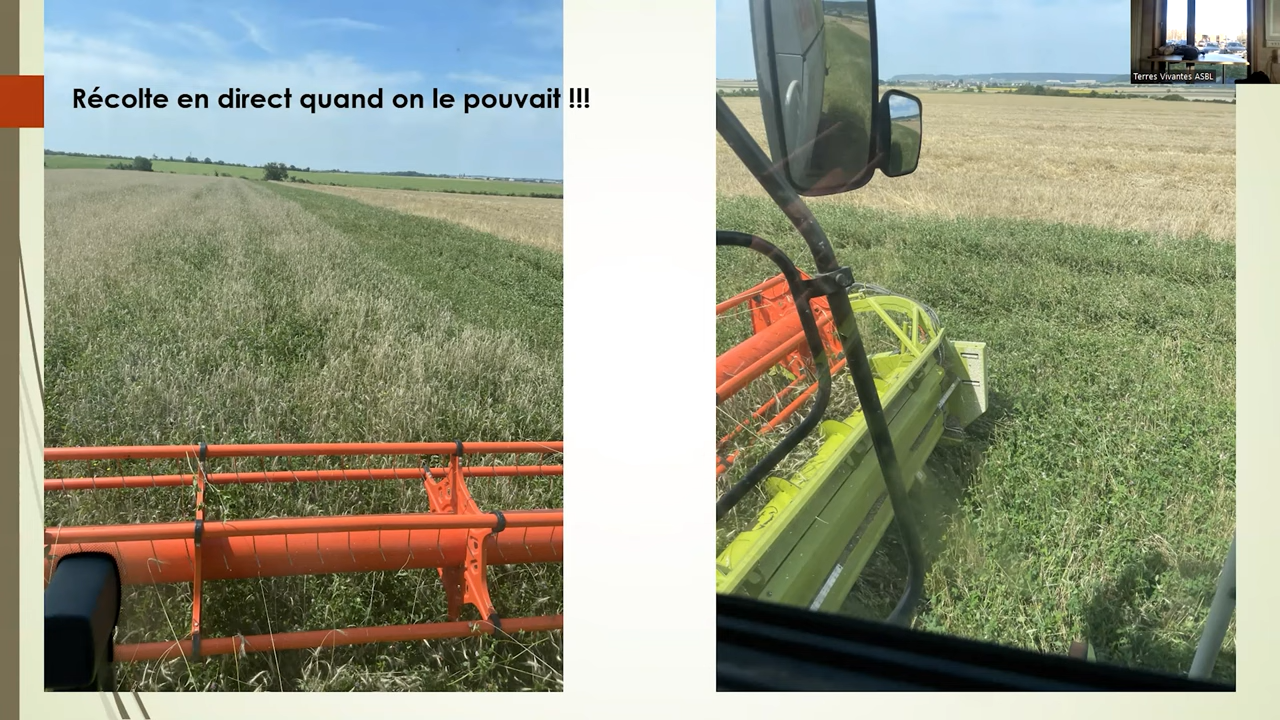 Récolte en direct quand on le pouvait !!!
Terres Vivantes ASBL